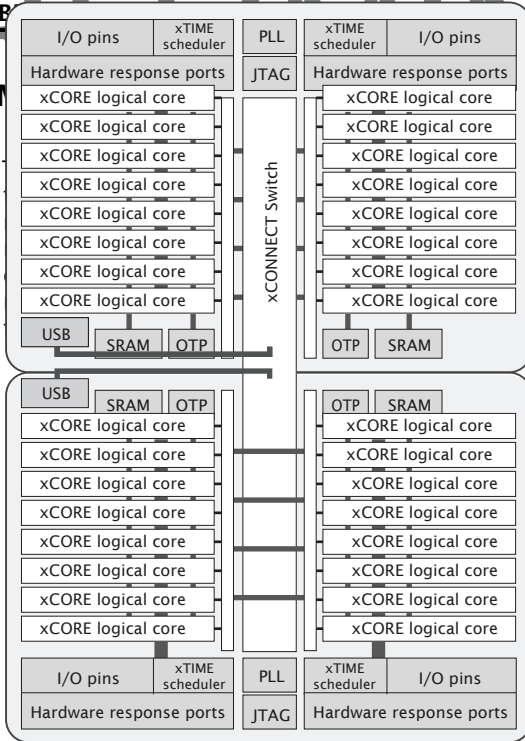 I/O pins xTIME scheduler PLL xTIME scheduler I/O pins
Hardware response ports JTAG Hardware response ports
xCORE logical core xCORE logical core
xCORE logical core xCORE logical core
xCORE logical core xCORE logical core
xCORE logical core xCORE logical core
xCORE logical core xCORE logical core
xCORE logical core xCORE logical core
xCORE logical core xCORE logical core
xCORE logical core xCORE logical core
xCONNECT Switch
USB SRAM OTP OTP SRAM
USB SRAM OTP OTP SRAM
xCORE logical core xCORE logical core
xCORE logical core xCORE logical core
xCORE logical core xCORE logical core
xCORE logical core xCORE logical core
xCORE logical core xCORE logical core
xCORE logical core xCORE logical core
xCORE logical core xCORE logical core
xCORE logical core xCORE logical core
I/O pins xTIME scheduler PLL xTIME scheduler I/O pins
Hardware response ports JTAG Hardware response ports